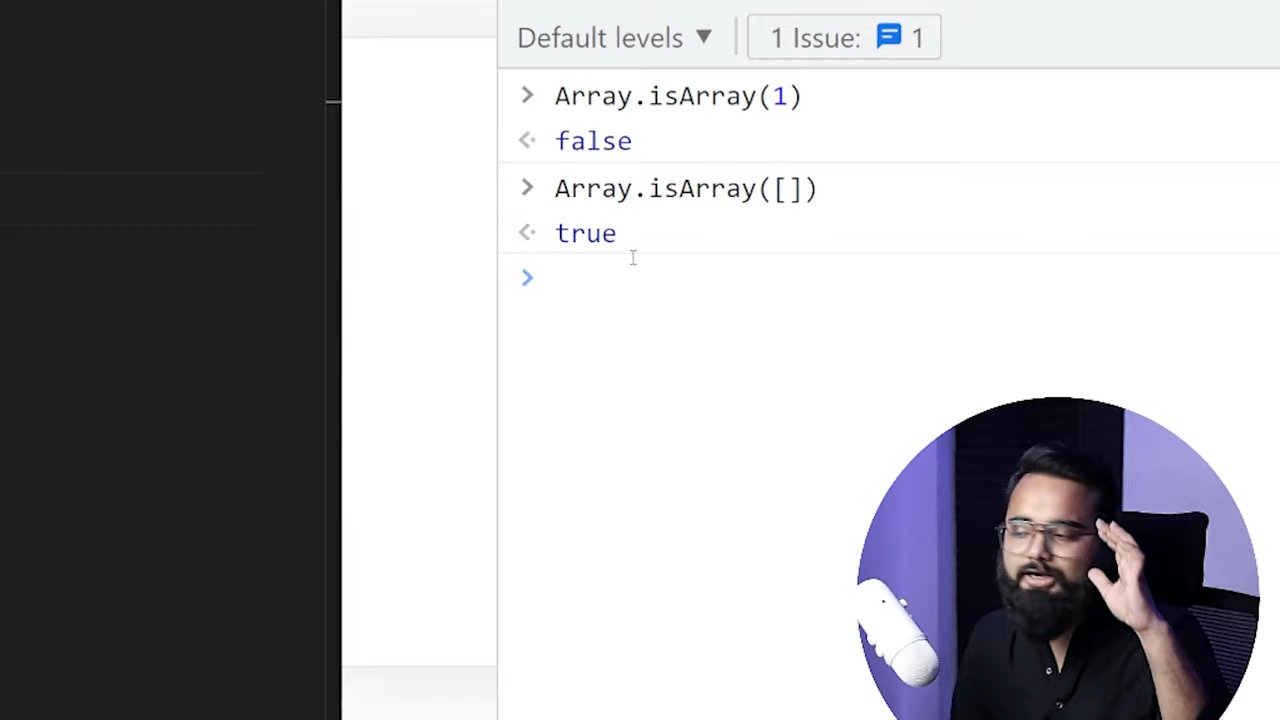 Default levels ▼ 1 Issue: 1
> Array.isArray(1)
false
> Array.isArray([])
true
>